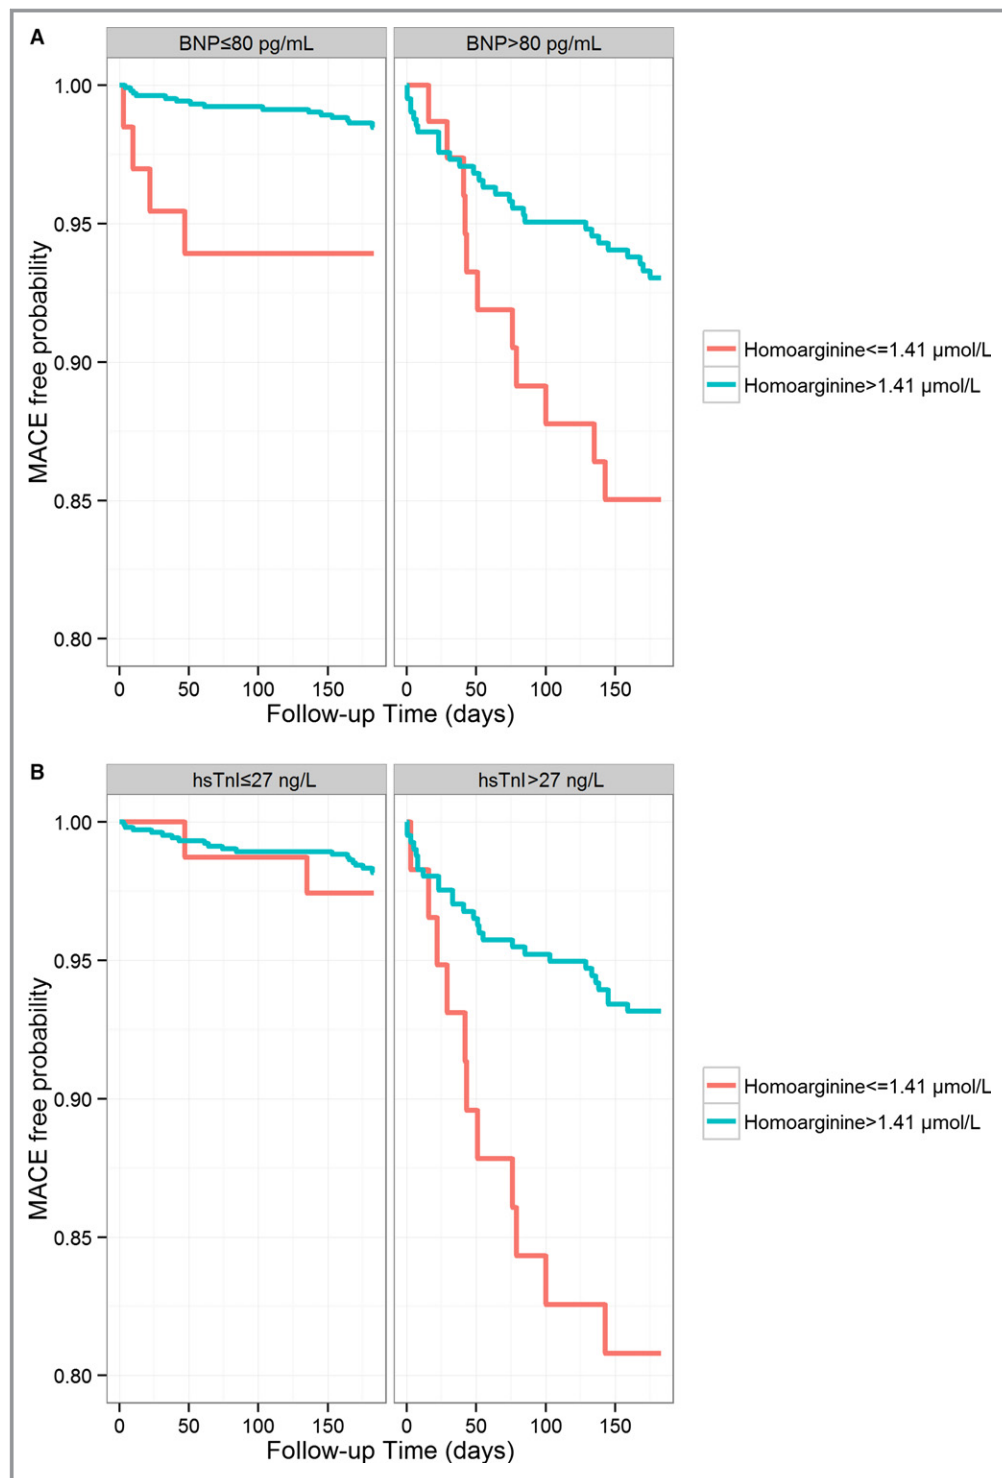 A
BNP≤80 pg/mL
BNP>80 pg/mL
MACE free probability
1.00
0.95
0.90
0.85
0.80
0 50 100 150
0 50 100 150
Follow-up Time (days)
Homoarginine<=1.41 µmol/L
Homoarginine>1.41 µmol/L
B
hsTnI≤27 ng/L
hsTnI>27 ng/L
MACE free probability
1.00
0.95
0.90
0.85
0.80
0 50 100 150
0 50 100 150
Follow-up Time (days)
Homoarginine<=1.41 µmol/L
Homoarginine>1.41 µmol/L